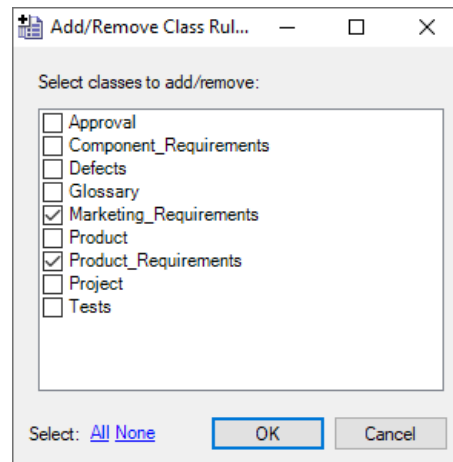 Add/Remove Class Rul...
Select classes to add/remove:
Approval
Component_Requirements
Defects
Glossary
Marketing_Requirements
Product
Product_Requirements
Project
Tests
Select: All None OK Cancel